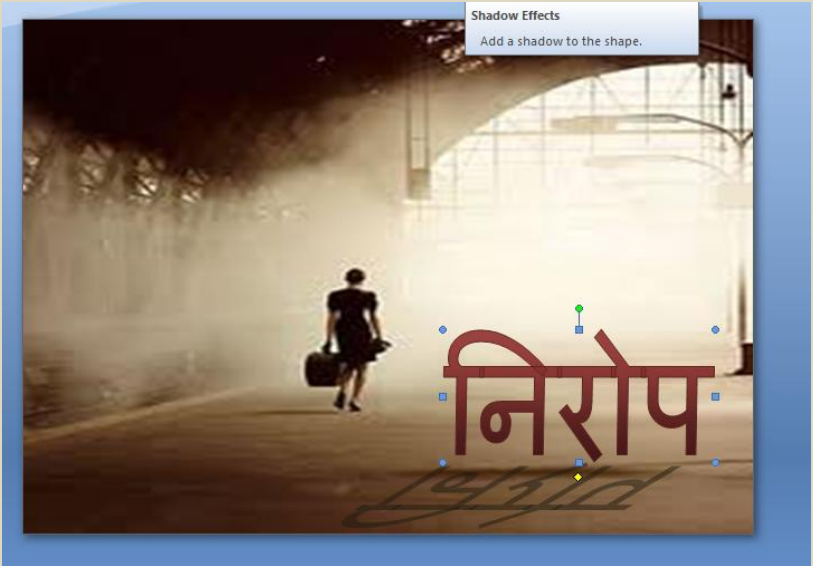 Shadow Effects
Add a shadow to the shape.
निरोप